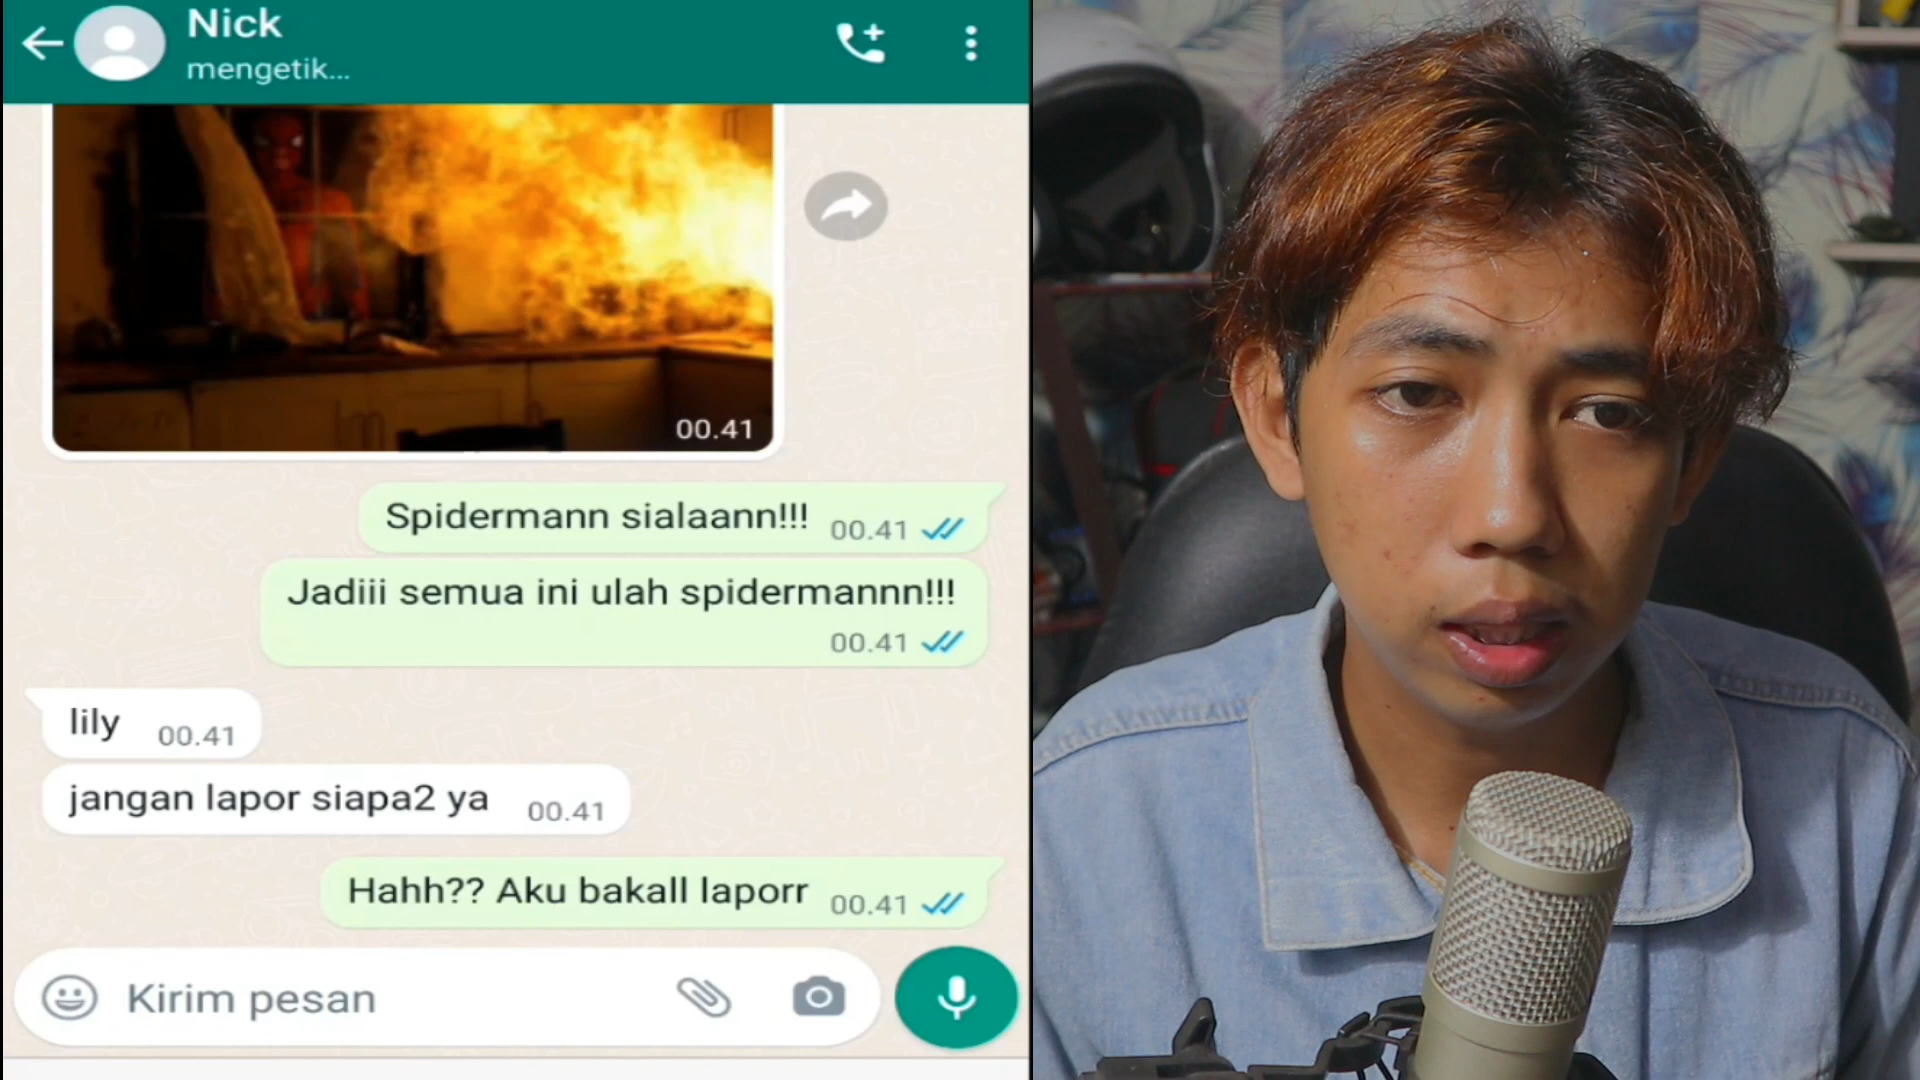 Nick
mengetik...
00.41
Spidermann sialaann!!! 00.41
Jadiii semua ini ulah spidermannn!!!
00.41
lily 00.41
jangan lapor siapa2 ya 00.41
Hahh?? Aku bakall laporr 00.41
Kirim pesan